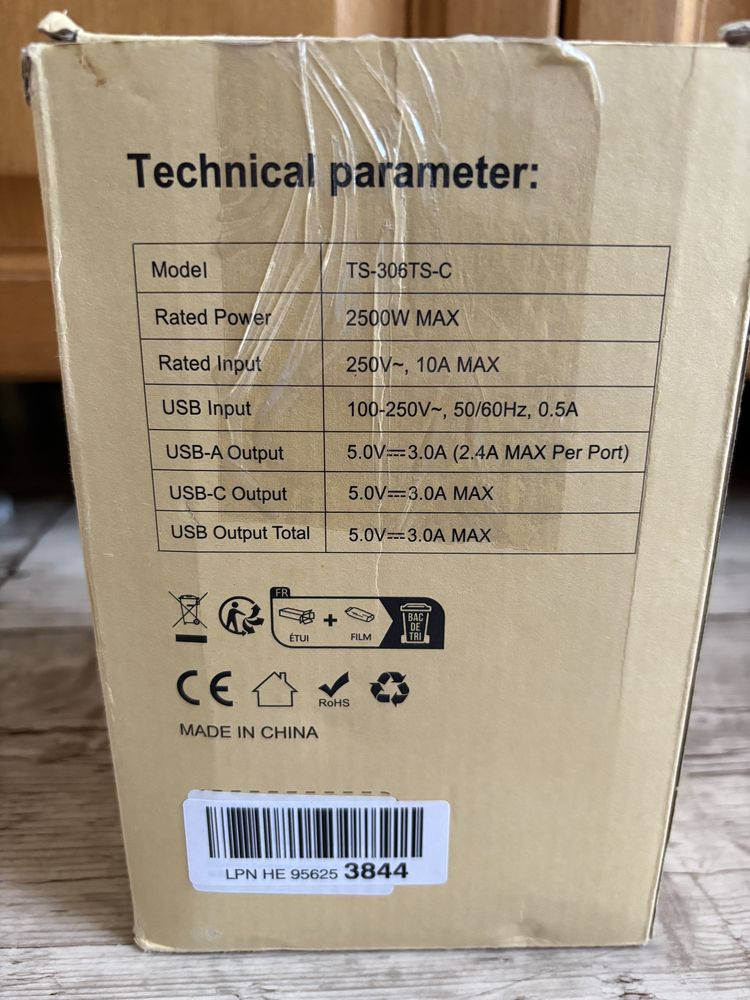 Technical parameter:
Model TS-306TS-C
Rated Power 2500W MAX
Rated Input 250V~, 10A MAX
USB Input 100-250V~, 50/60Hz, 0.5A
USB-A Output 5.0V⎓3.0A (2.4A MAX Per Port)
USB-C Output 5.0V⎓3.0A MAX
USB Output Total 5.0V⎓3.0A MAX
FR
ÉTUI + FILM
BAC
DE
TRI
CE
RoHS
MADE IN CHINA
LPN HE 95625 3844